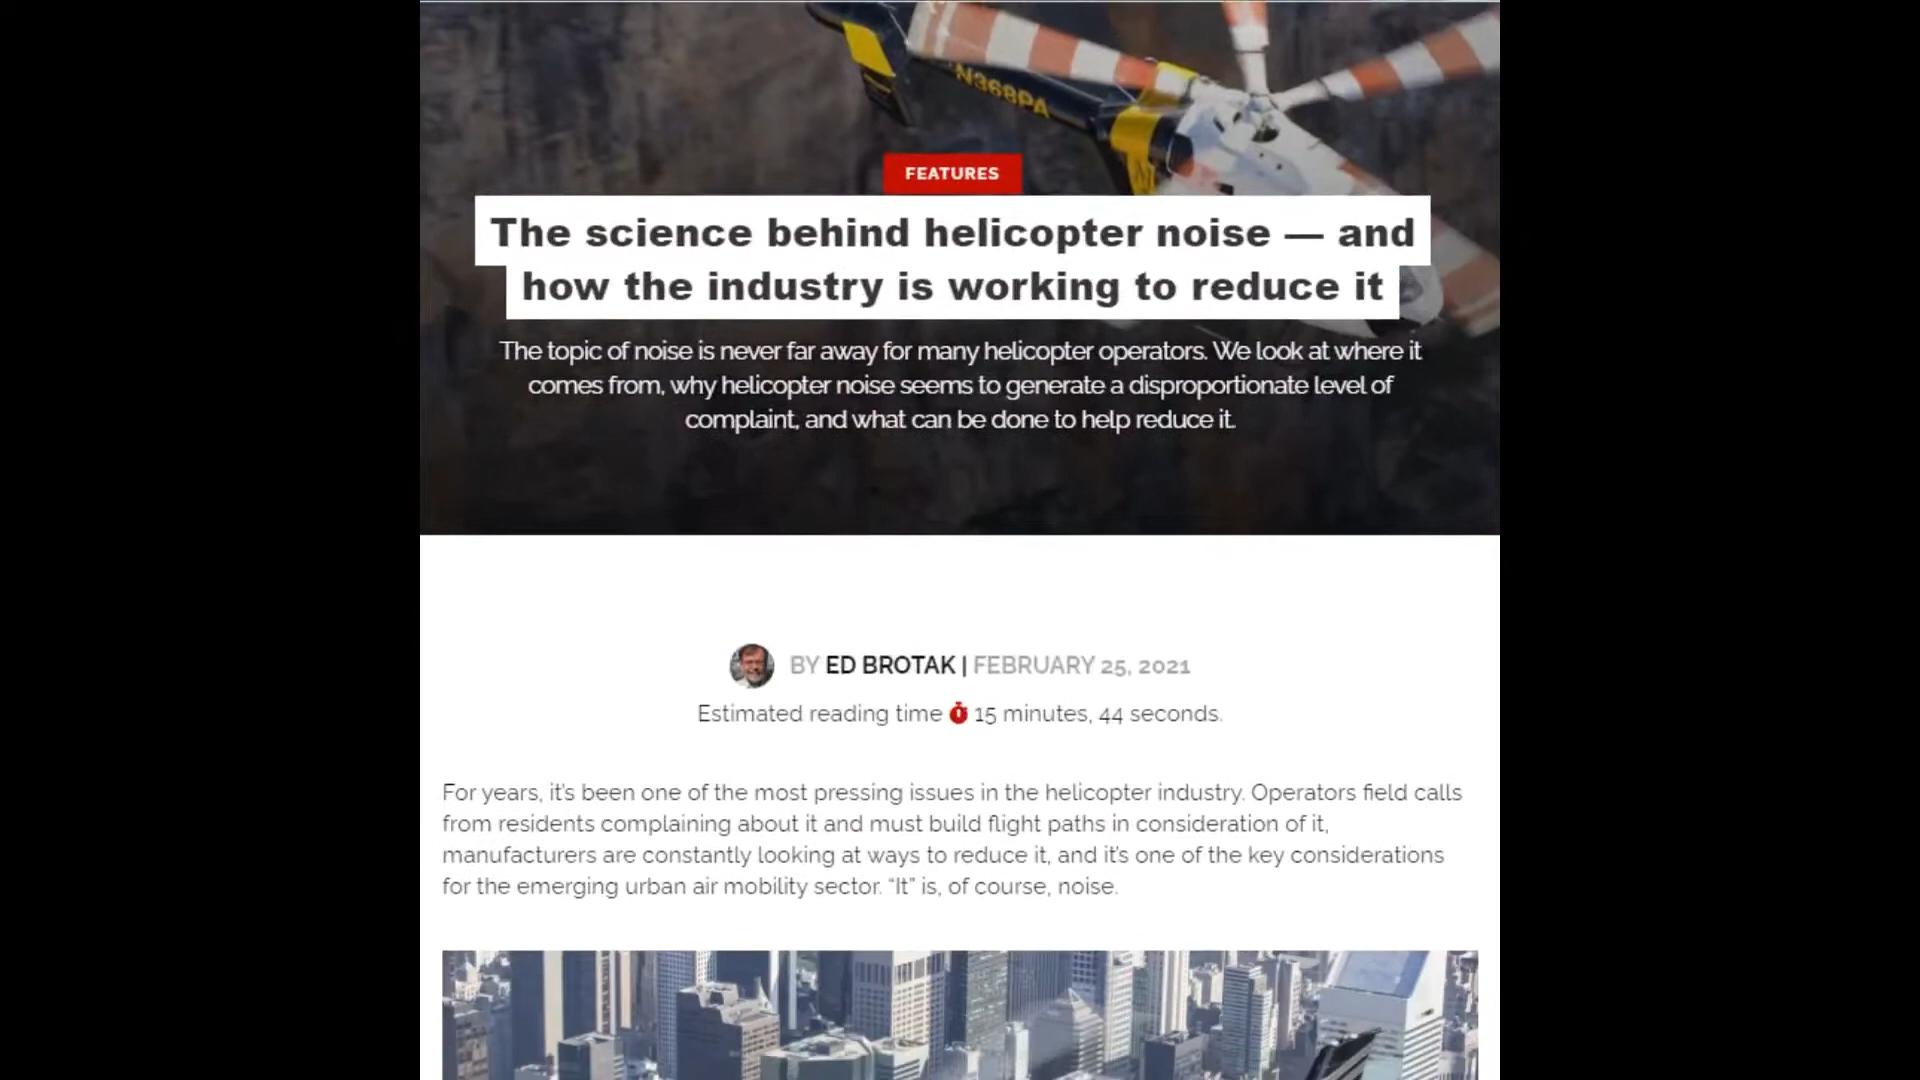 N368PA
FEATURES
The science behind helicopter noise — and
how the industry is working to reduce it
The topic of noise is never far away for many helicopter operators. We look at where it
comes from, why helicopter noise seems to generate a disproportionate level of
complaint, and what can be done to help reduce it.
BY ED BROTAK | FEBRUARY 25, 2021
Estimated reading time 15 minutes, 44 seconds.
For years, it's been one of the most pressing issues in the helicopter industry. Operators field calls
from residents complaining about it and must build flight paths in consideration of it,
manufacturers are constantly looking at ways to reduce it, and it's one of the key considerations
for the emerging urban air mobility sector. “It” is, of course, noise.